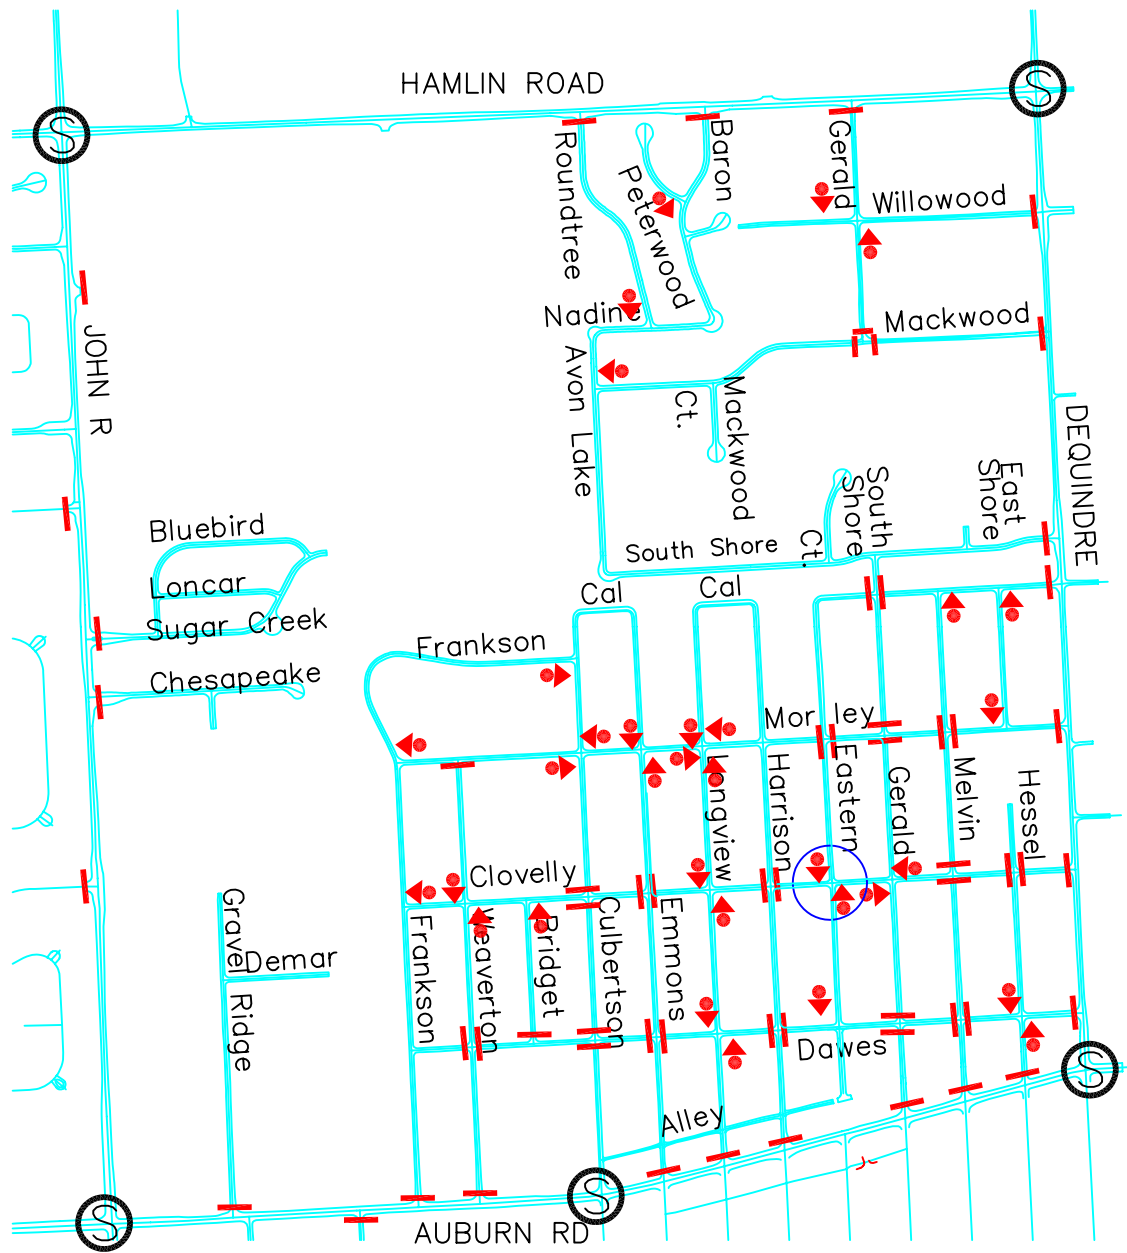 HAMLIN ROAD
Roundtree
Baron
Gerald
Peterwood
Willowood
Nadine
Mackwood
JOHN R
Avon Lake
Mackwood
Ct.
DEQUINDRE
South
Shore
Ct.
East
Shore
Bluebird
South Shore
Loncar
Cal
Cal
Sugar Creek
Frankson
Chesapeake
Morley
Longview
Harrison
Eastern
Gerald
Melvin
Hessel
Clovelly
Gravel Ridge
Demar
Frankson
Weaverton
Bridget
Culbertson
Emmons
Dawes
Alley
AUBURN RD
S
S
S
S
S